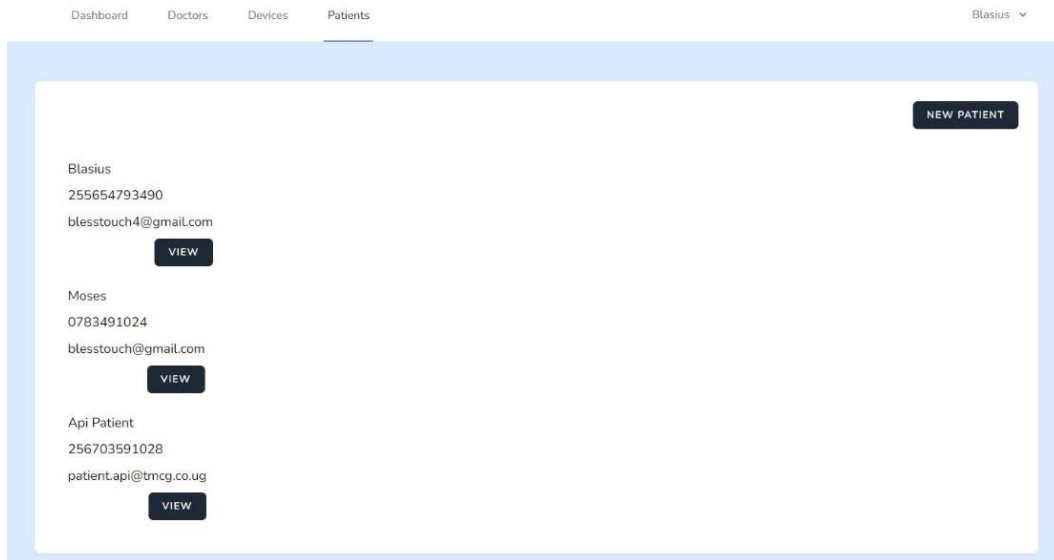 Dashboard Doctors Devices Patients Blasius
NEW PATIENT
Blasius
255654793490
blesstouch4@gmail.com
VIEW
Moses
0783491024
blesstouch@gmail.com
VIEW
Api Patient
256703591028
patient.api@tmcg.co.ug
VIEW